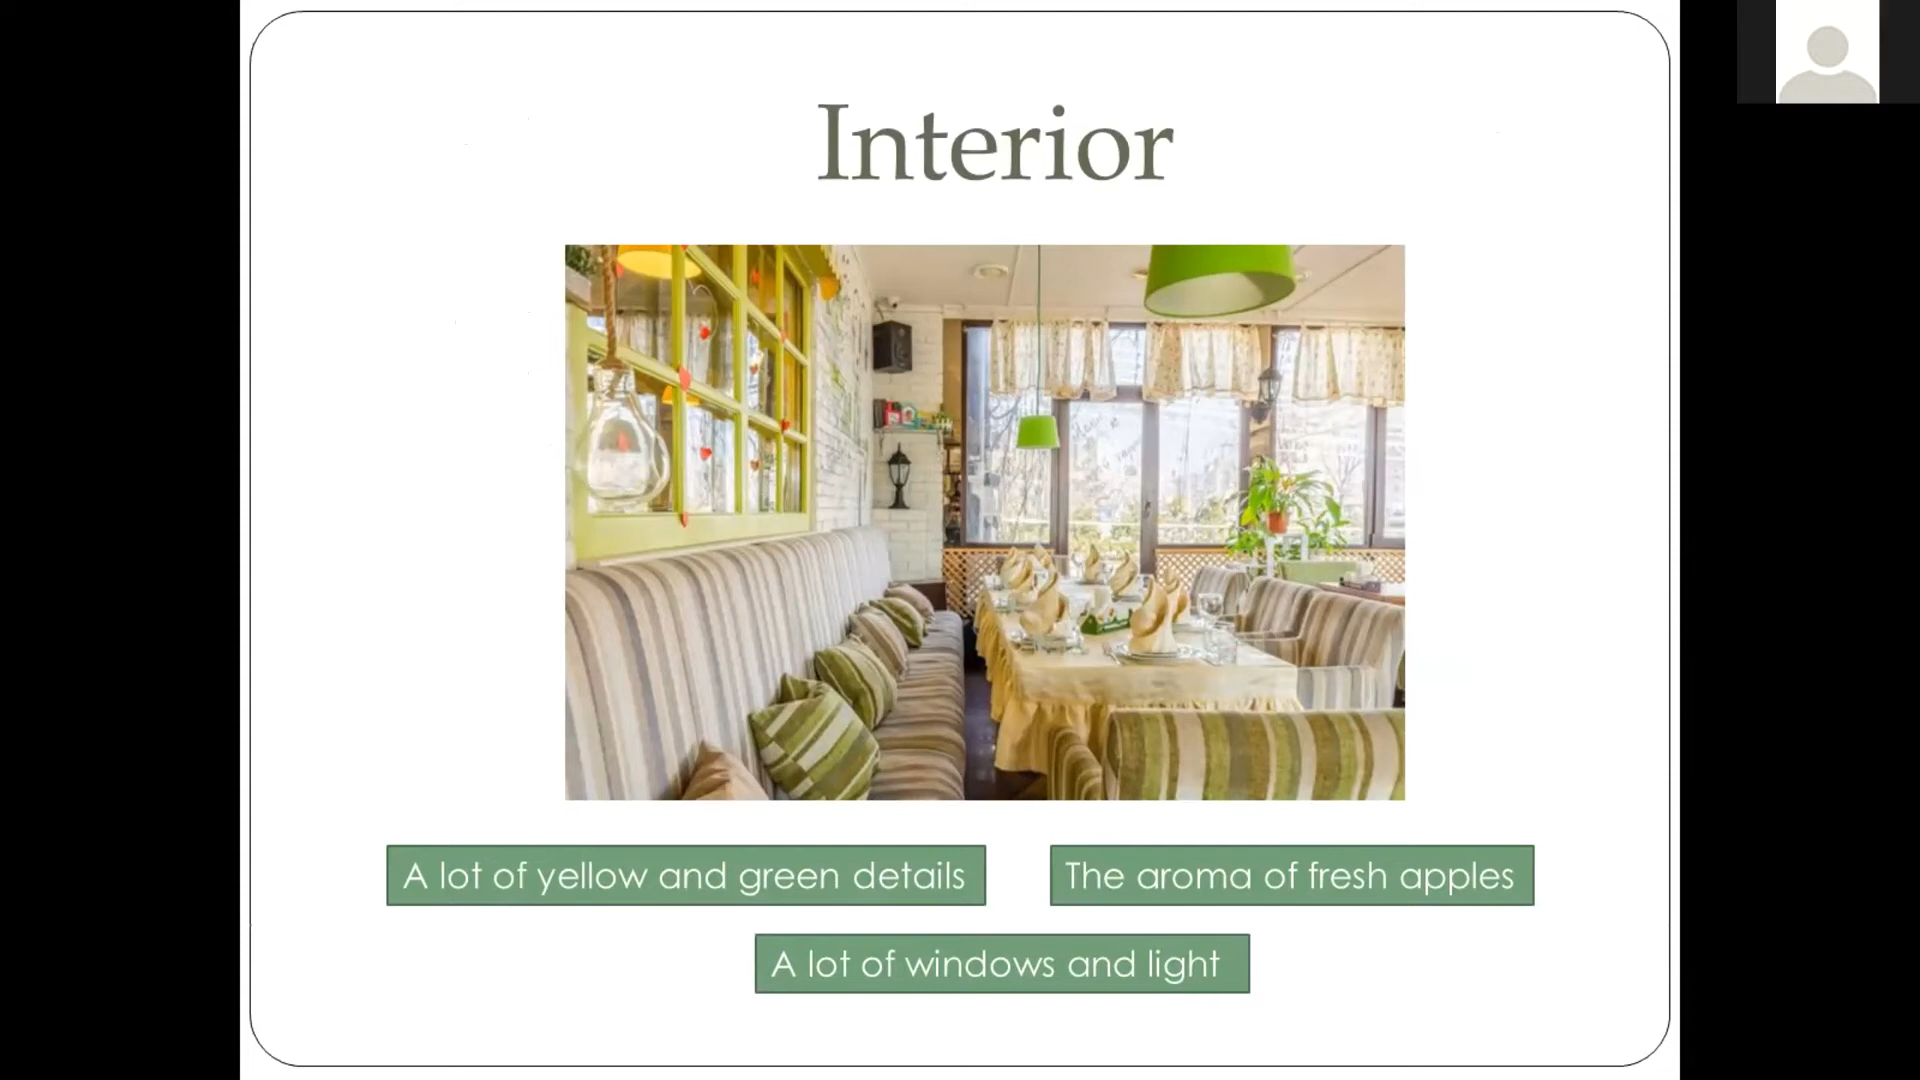 Interior
A lot of yellow and green details
The aroma of fresh apples
A lot of windows and light